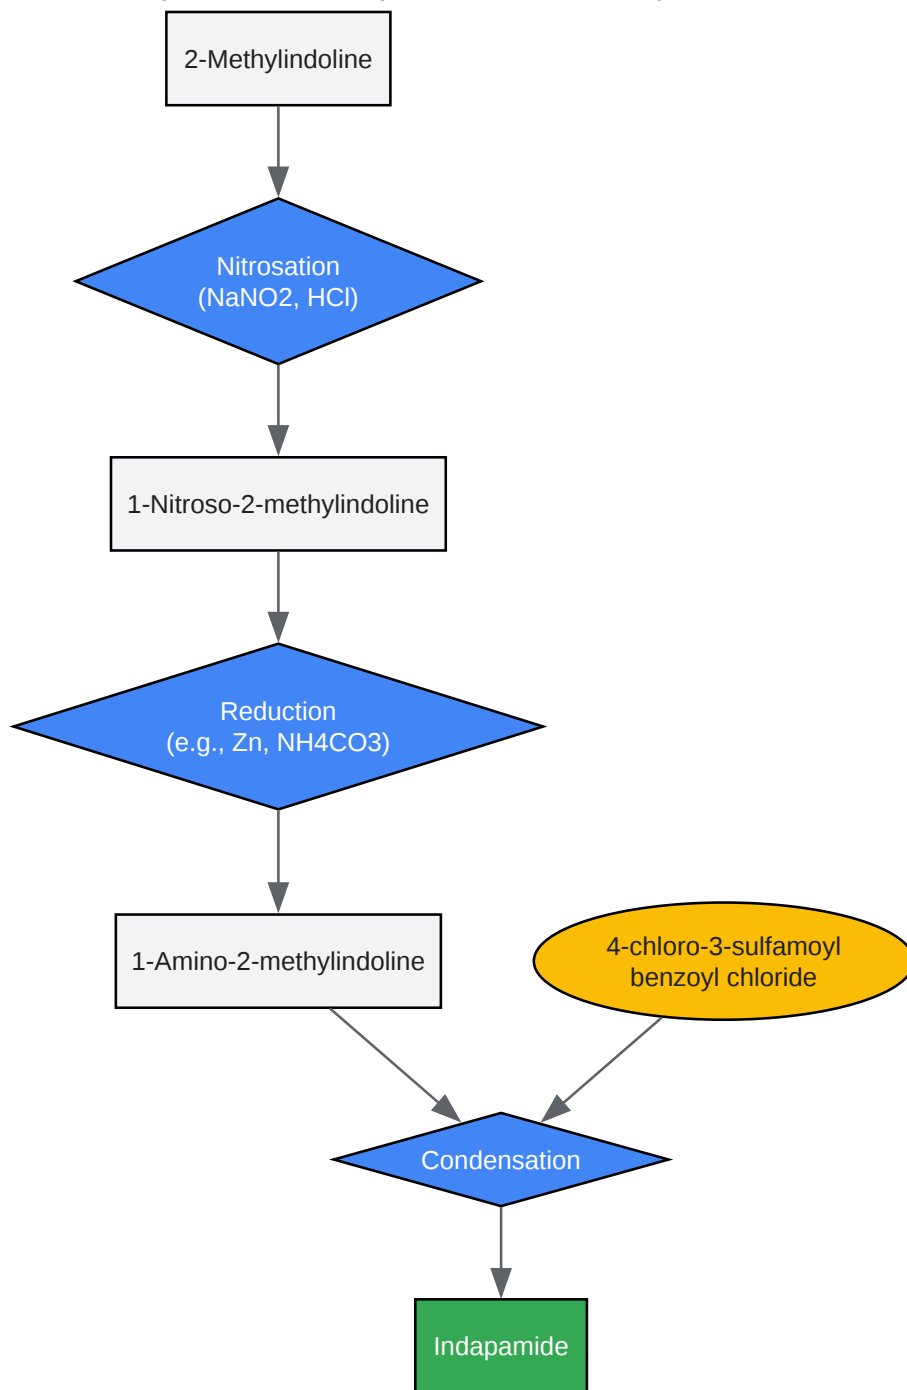 2-Methylindoline
Nitrosation
(NaNO2, HCl)
1-Nitroso-2-methylindoline
Reduction
(e.g., Zn, NH4CO3)
1-Amino-2-methylindoline
4-chloro-3-sulfamoyl
benzoyl chloride
Condensation
Indapamide